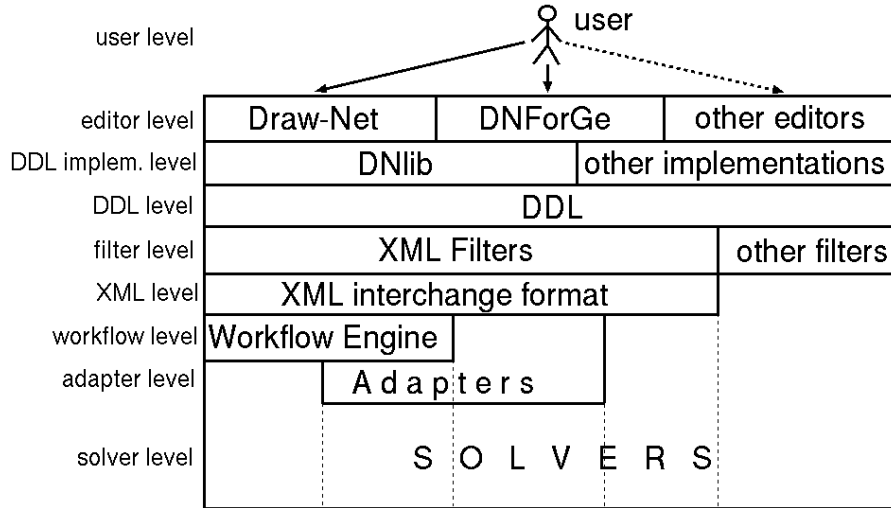 user level user
editor level Draw-Net DNForGe other editors
DDL implem. level DNlib other implementations
DDL level DDL
filter level XML Filters other filters
XML level XML interchange format
workflow level Workflow Engine
adapter level A d a p t e r s
solver level S O L V E R S